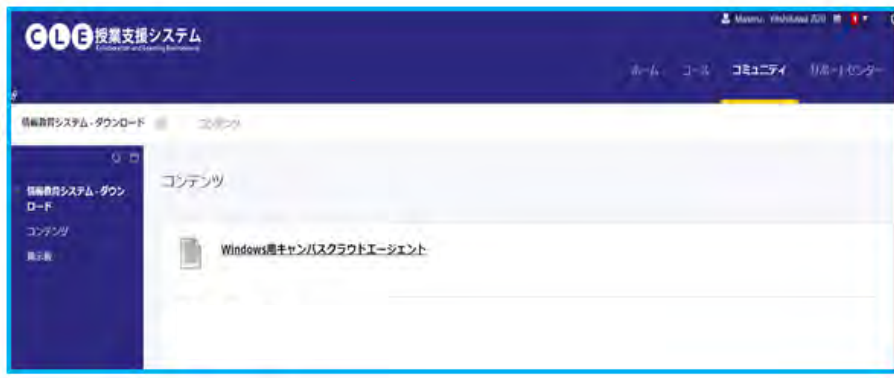 CLE 授業支援システム
Collaboration and Learning Environment
ホーム
コース
コミュニティ
サポートセンター
情報教育システム - ダウンロード
コンテンツ
情報教育システム - ダウン
ロード
コンテンツ
掲示板
コンテンツ
Windows用キャンパスクラウドエージェント